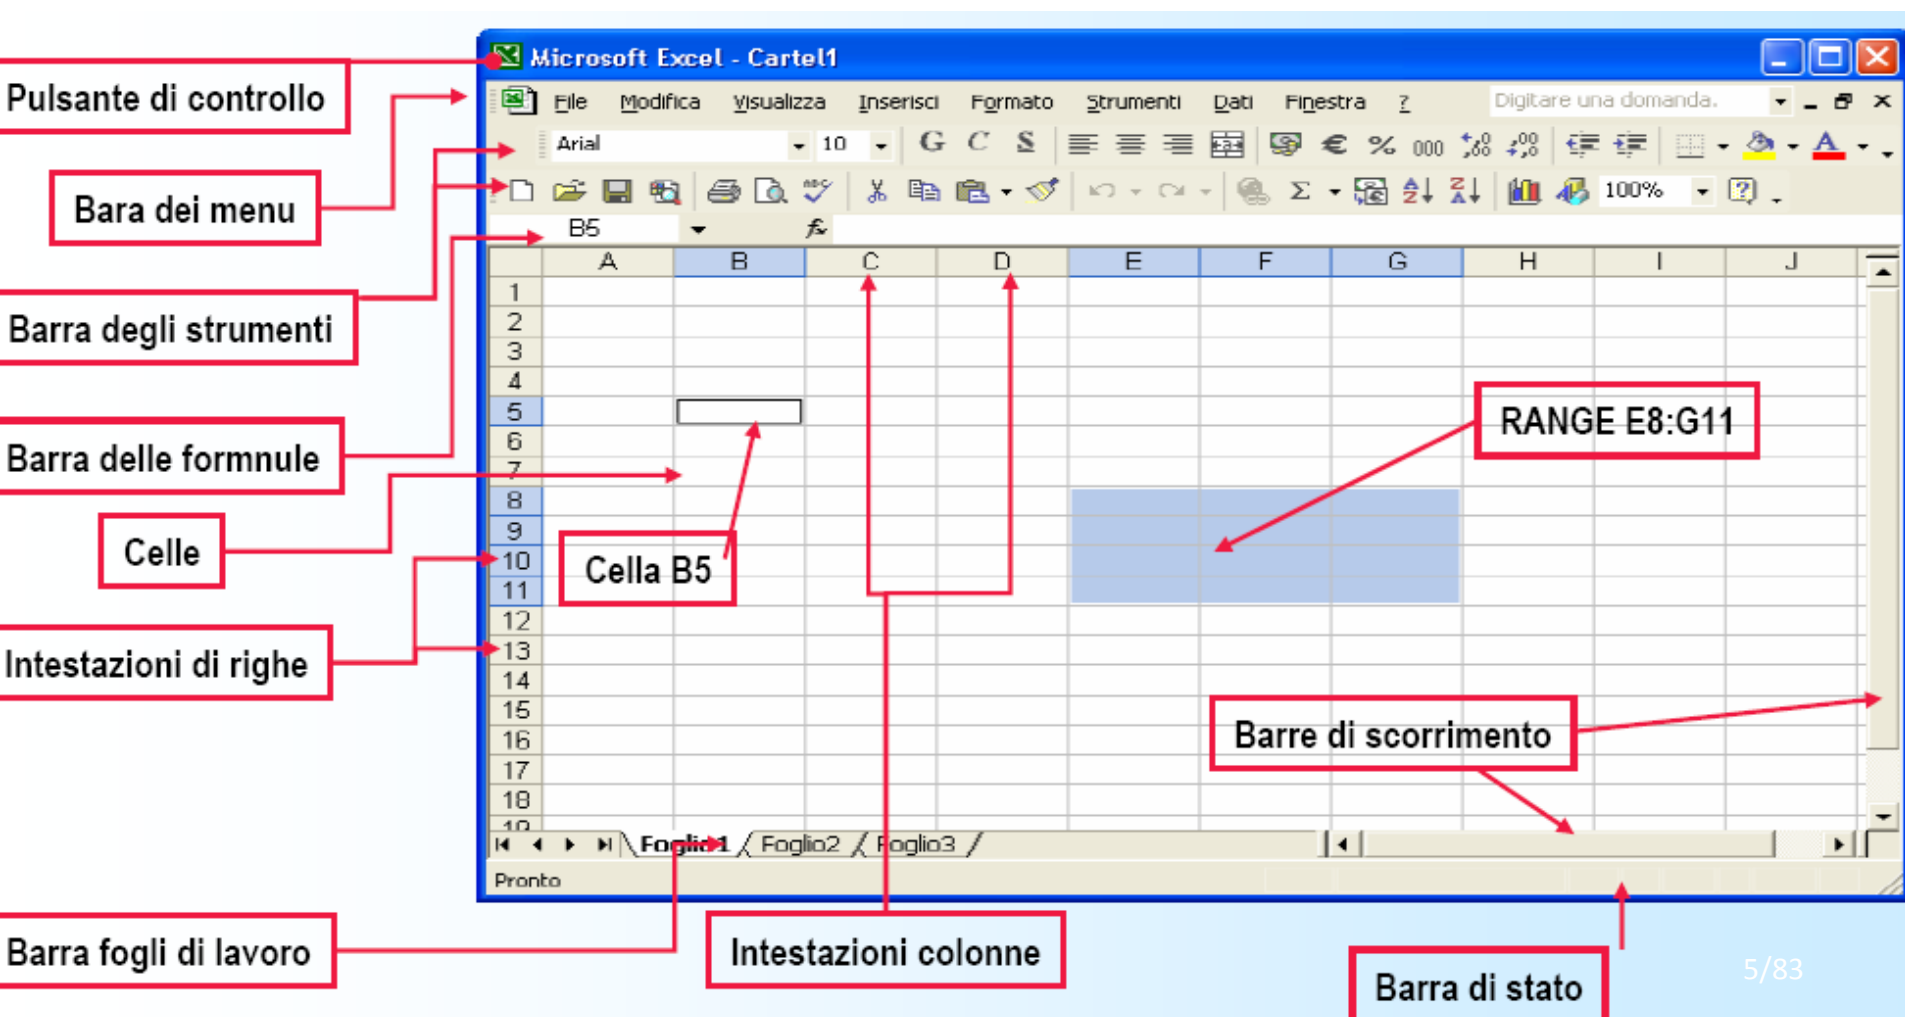 Microsoft Excel - Cartel1
Pulsante di controllo
File Modifica Visualizza Inserisci Formato Strumenti Dati Finestra ? Digitare una domanda.
Arial 10 G C S € % 000
Bara dei menu
100%
B5 fx
A B C D E F G H I J
1
2
Barra degli strumenti
3
4
5
RANGE E8:G11
6
Barra delle formnule
7
8
9
Celle
10
Cella B5
11
12
13
Intestazioni di righe
14
15
Barre di scorrimento
16
17
18
19
Foglio1 Foglio2 Foglio3
Pronto
Barra fogli di lavoro
Intestazioni colonne
5/83
Barra di stato